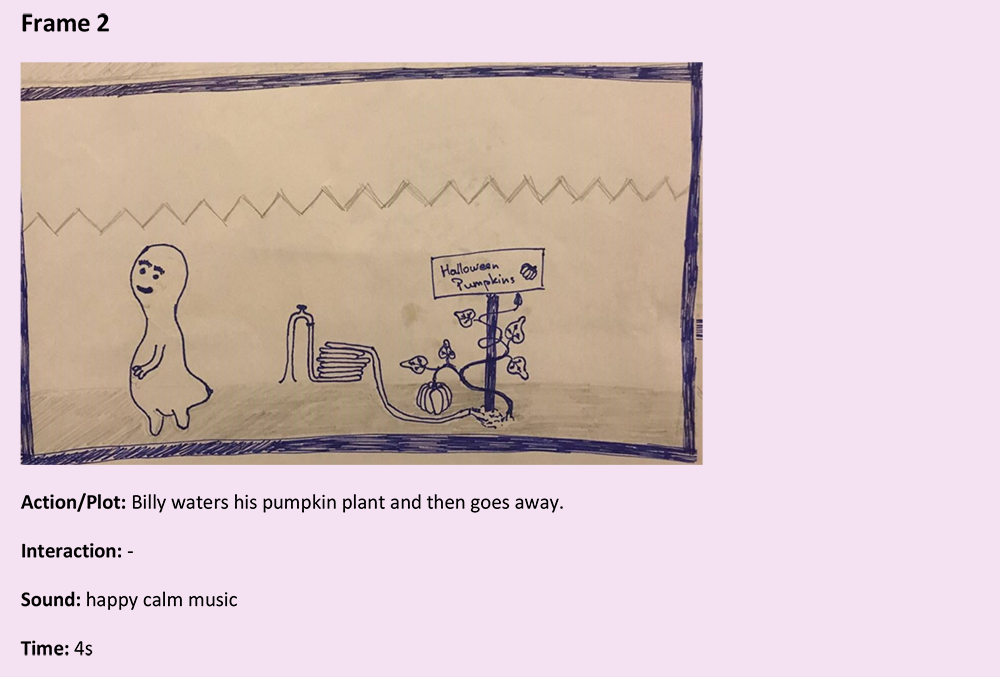 Frame 2
Halloween
Pumpkins
Action/Plot: Billy waters his pumpkin plant and then goes away.
Interaction: -
Sound: happy calm music
Time: 4s